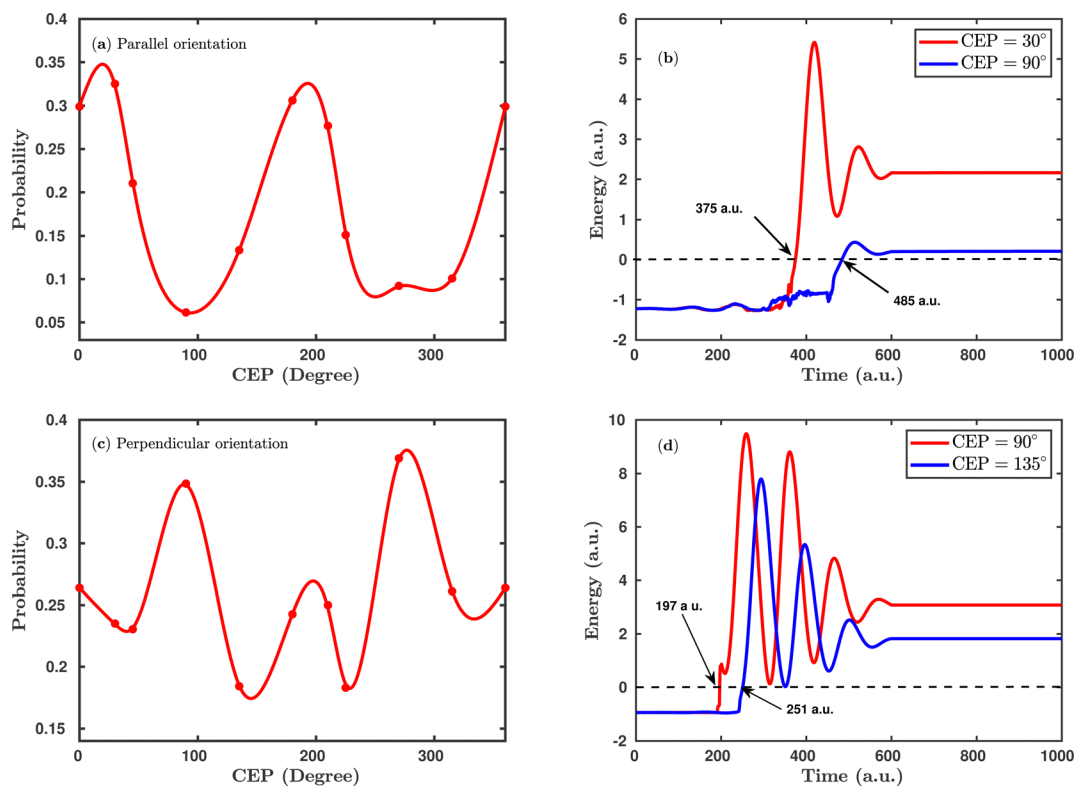 (a) Parallel orientation
0.4
0.35
0.3
0.25
0.2
0.15
0.1
0.05
Probability
0
100
200
300
CEP (Degree)
(b)
CEP = 30°
CEP = 90°
6
5
4
3
2
1
0
-1
-2
Energy (a.u.)
375 a.u.
485 a.u.
0
200
400
600
800
1000
Time (a.u.)
(c) Perpendicular orientation
0.4
0.35
0.3
0.25
0.2
0.15
Probability
0
100
200
300
CEP (Degree)
(d)
CEP = 90°
CEP = 135°
10
8
6
4
2
0
-2
Energy (a.u.)
197 a u.
251 a.u.
0
200
400
600
800
1000
Time (a.u.)